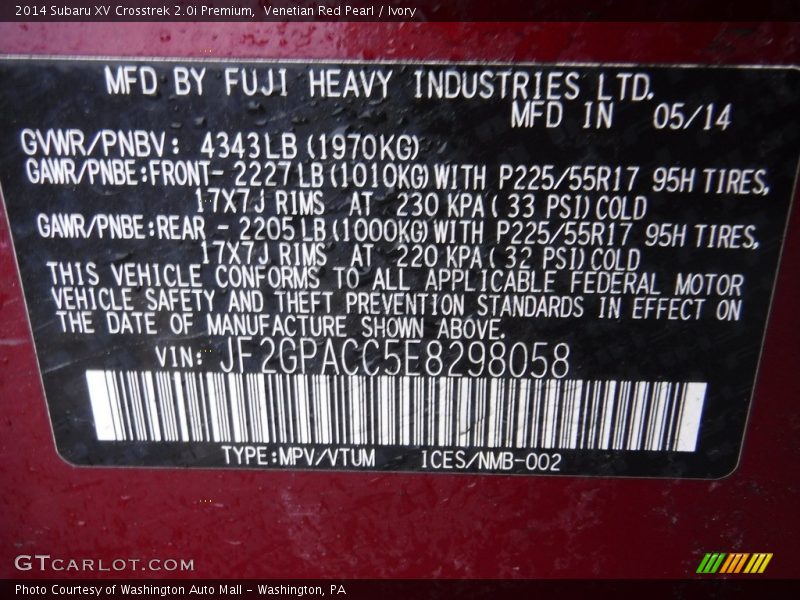 2014 Subaru XV Crosstrek 2.0i Premium, Venetian Red Pearl / Ivory
MFD BY FUJI HEAVY INDUSTRIES LTD.
MFD IN 05/14
GVWR/PNBV: 4343LB (1970KG)
GAWR/PNBE:FRONT- 2227 LB (1010KG) WITH P225/55R17 95H TIRES,
17X7J RIMS AT 230 KPA ( 33 PSI) COLD
GAWR/PNBE:REAR - 2205 LB (1000KG) WITH P225/55R17 95H TIRES,
17X7J RIMS AT 220 KPA ( 32 PSI) COLD
THIS VEHICLE CONFORMS TO ALL APPLICABLE FEDERAL MOTOR
VEHICLE SAFETY AND THEFT PREVENTION STANDARDS IN EFFECT ON
THE DATE OF MANUFACTURE SHOWN ABOVE.
VIN: JF2GPACC5E8298058
TYPE:MPV/VTUM ICES/NMB-002
GTCARLOT.COM
Photo Courtesy of Washington Auto Mall - Washington, PA